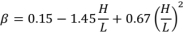 β = 0.15 − 1.45 H/L + 0.67 (H/L)²